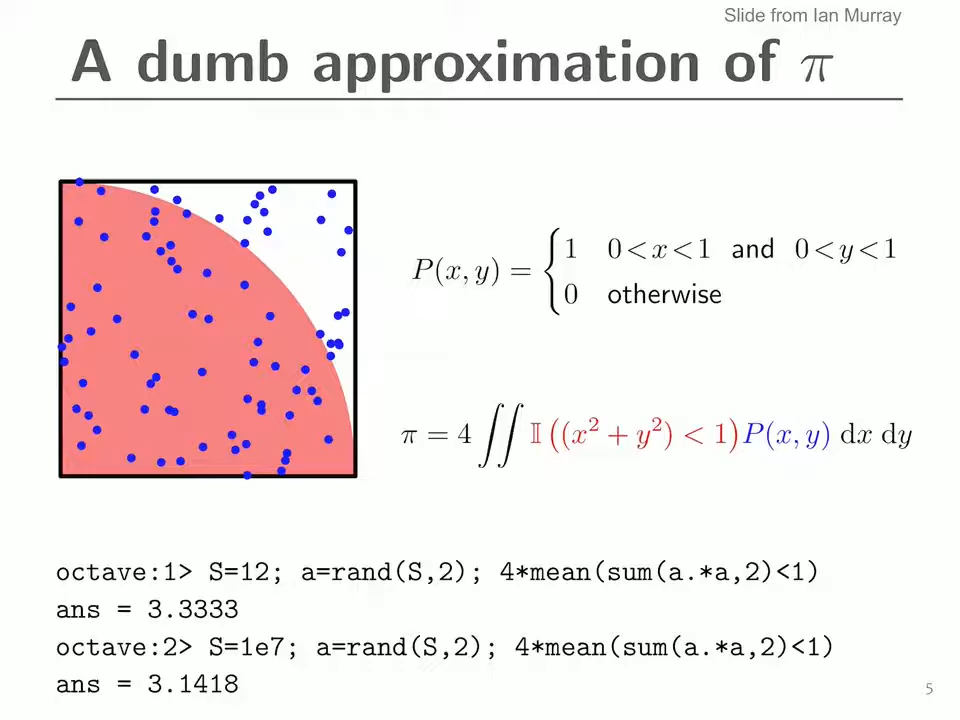 Slide from Ian Murray
A dumb approximation of π
P(x, y) = { 1 0<x<1 and 0<y<1
0 otherwise
π = 4 ∬ 𝕀((x² + y²) < 1)P(x, y) dx dy
octave:1> S=12; a=rand(S,2); 4*mean(sum(a.*a,2)<1)
ans = 3.3333
octave:2> S=1e7; a=rand(S,2); 4*mean(sum(a.*a,2)<1)
ans = 3.1418
5